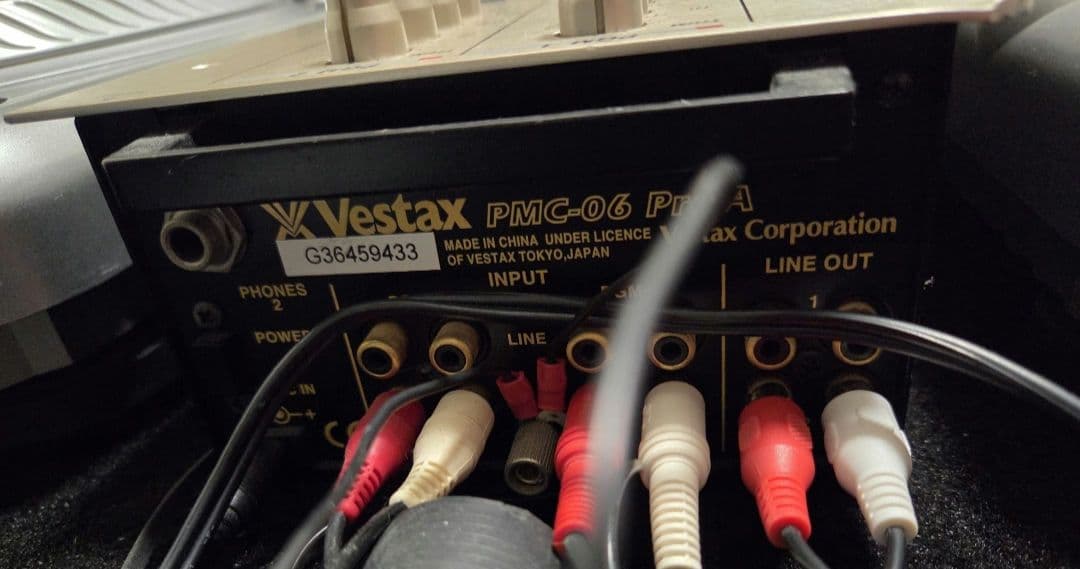 Vestax PMC-06
G36459433
MADE IN CHINA UNDER LICENCE
OF VESTAX TOKYO,JAPAN
Corporation
PHONES
2
INPUT
LINE OUT
1
POWER
LINE
IN
+